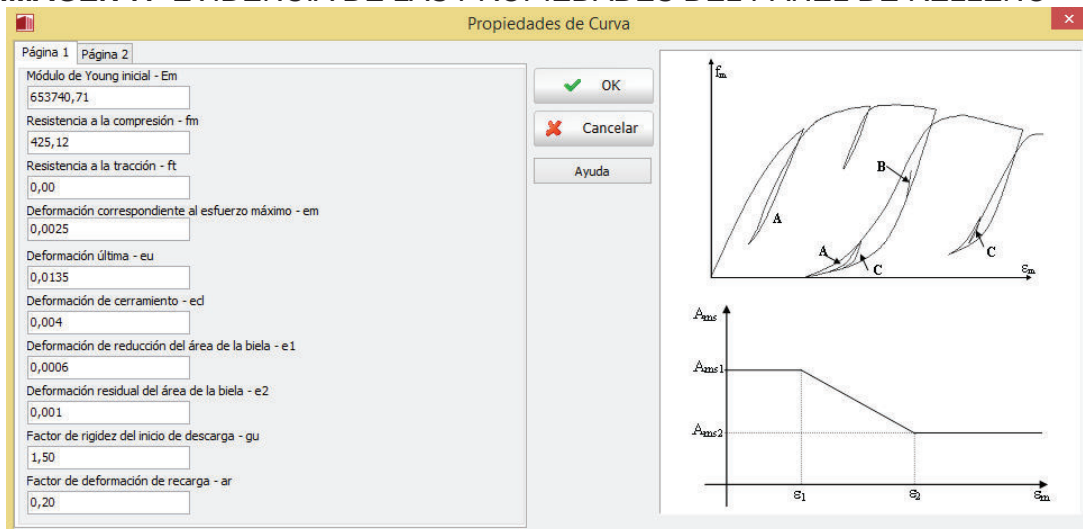 Propiedades de Curva
Página 1 Página 2
Módulo de Young inicial - Em
653740,71
Resistencia a la compresión - fm
425,12
Resistencia a la tracción - ft
0,00
Deformación correspondiente al esfuerzo máximo - em
0,0025
Deformación última - eu
0,0135
Deformación de cerramiento - ecl
0,004
Deformación de reducción del área de la biela - e1
0,0006
Deformación residual del área de la biela - e2
0,001
Factor de rigidez del inicio de descarga - gu
1,50
Factor de deformación de recarga - ar
0,20
OK
Cancelar
Ayuda
fm
B
A
A
C
C
εm
Ams
Ams1
Ams2
ε1
ε2
εm